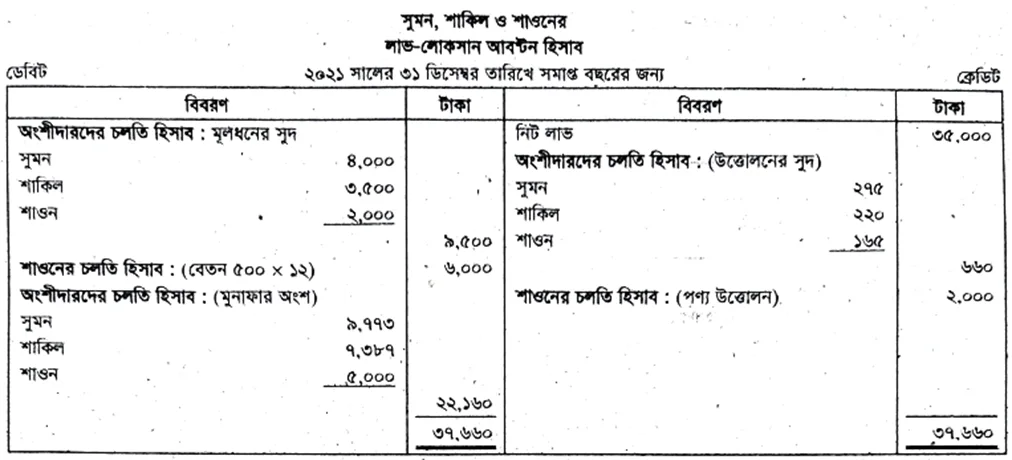 সুমন, শাকিল ও শাওনের
লাভ-লোকসান আবণ্টন হিসাব
ডেবিট ২০২১ সালের ৩১ ডিসেম্বর তারিখে সমাপ্ত বছরের জন্য ক্রেডিট
বিবরণ টাকা বিবরণ টাকা
অংশীদারদের চলতি হিসাব : মূলধনের সুদ নিট লাভ ৩৫,০০০
সুমন ৪,০০০ অংশীদারদের চলতি হিসাব : (উত্তোলনের সুদ)
শাকিল ৩,৫০০ সুমন ২৭৫
শাওন ২,০০০ শাকিল ২২০
৯,৫০০ শাওন ১৬৫
শাওনের চলতি হিসাব : (বেতন ৫০০ × ১২) ৬,০০০ ৬৬০
অংশীদারদের চলতি হিসাব : (মুনাফার অংশ) শাওনের চলতি হিসাব : (পণ্য উত্তোলন) ২,০০০
সুমন ৯,৭৭৩
শাকিল ৭,৩৮৭
শাওন ৫,০০০
২২,১৬০
৩৭,৬৬০ ৩৭,৬৬০